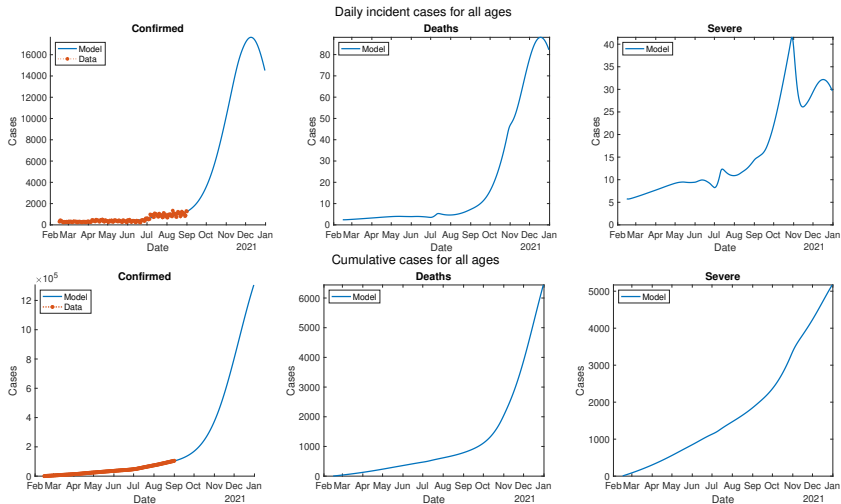 Daily incident cases for all ages
Confirmed
Model
Data
Cases
16000
14000
12000
10000
8000
6000
4000
2000
0
Feb Mar Apr May Jun Jul Aug Sep Oct Nov Dec Jan
Date
2021
Deaths
Model
Cases
80
70
60
50
40
30
20
10
0
Feb Mar Apr May Jun Jul Aug Sep Oct Nov Dec Jan
Date
2021
Severe
Model
Cases
40
35
30
25
20
15
10
5
0
Feb Mar Apr May Jun Jul Aug Sep Oct Nov Dec Jan
Date
2021
Cumulative cases for all ages
Confirmed
×10⁵
Model
Data
Cases
1.2
1
0.8
0.6
0.4
0.2
0
Feb Mar Apr May Jun Jul Aug Sep Oct Nov Dec Jan
Date
2021
Deaths
Model
Cases
6000
5000
4000
3000
2000
1000
0
Feb Mar Apr May Jun Jul Aug Sep Oct Nov Dec Jan
Date
2021
Severe
Model
Cases
5000
4000
3000
2000
1000
0
Feb Mar Apr May Jun Jul Aug Sep Oct Nov Dec Jan
Date
2021